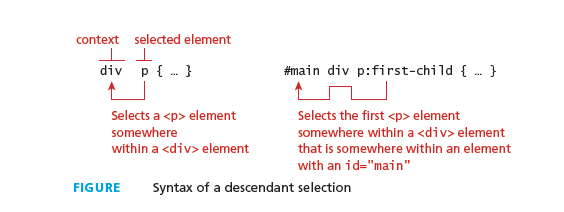 context selected element
div p { … } #main div p:first-child { … }
Selects a <p> element
somewhere
within a <div> element
Selects the first <p> element
somewhere within a <div> element
that is somewhere within an element
with an id="main"
FIGURE Syntax of a descendant selection